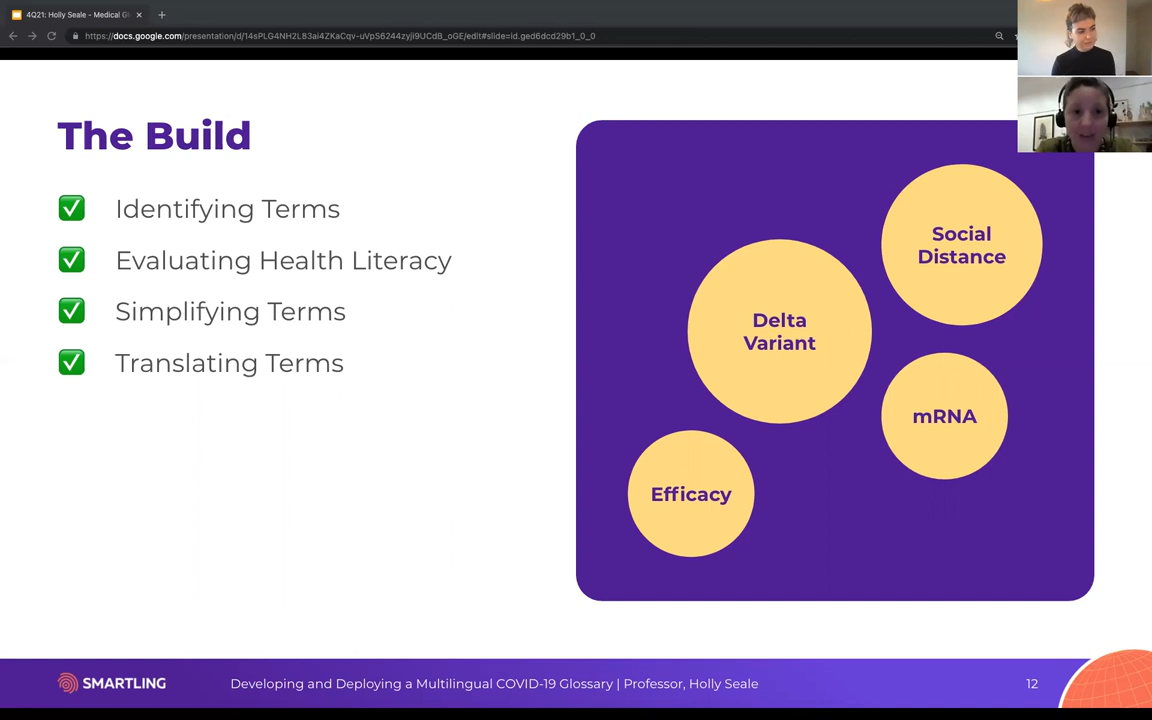 4Q21: Holly Seale - Medical Gl
https://docs.google.com/presentation/d/14sPLG4NH2L83ai4ZKaCqv-uVpS6244zyji9UCdB_oGE/edit#slide=id.ged6dcd29b1_0_0
The Build
✅ Identifying Terms
✅ Evaluating Health Literacy
✅ Simplifying Terms
✅ Translating Terms
Social
Distance
Delta
Variant
mRNA
Efficacy
SMARTLING
Developing and Deploying a Multilingual COVID-19 Glossary | Professor, Holly Seale
12